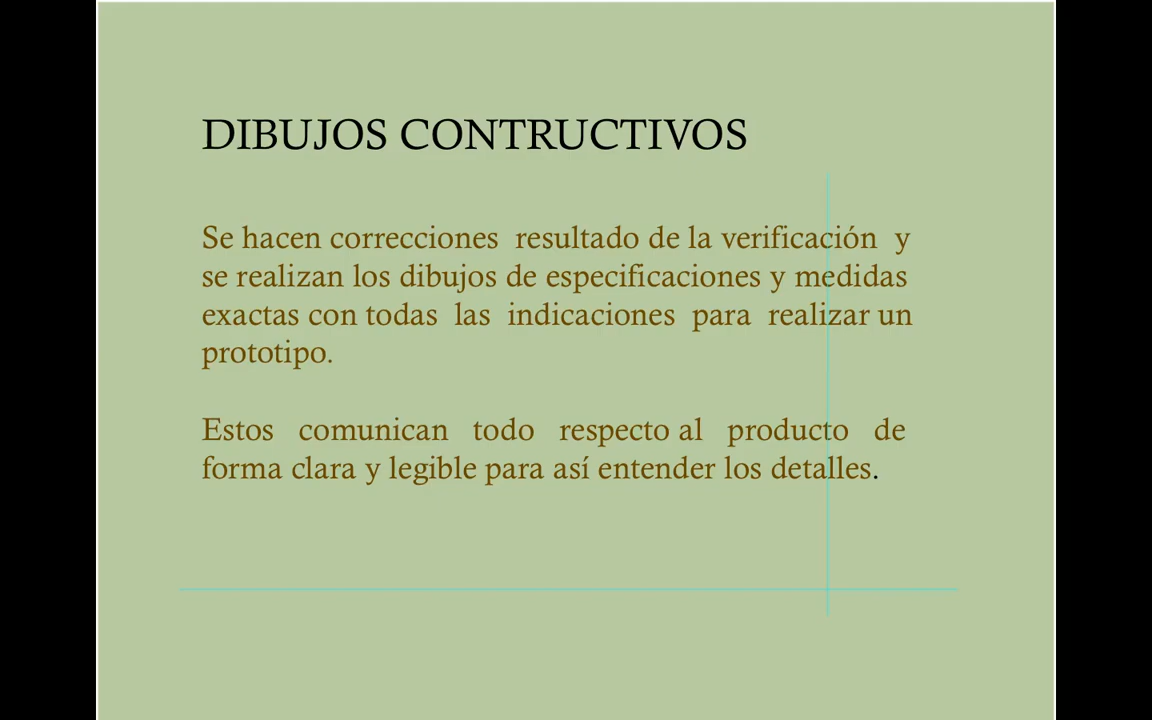 DIBUJOS CONTRUCTIVOS
Se hacen correcciones resultado de la verificación y
se realizan los dibujos de especificaciones y medidas
exactas con todas las indicaciones para realizar un
prototipo.
Estos comunican todo respecto al producto de
forma clara y legible para así entender los detalles.